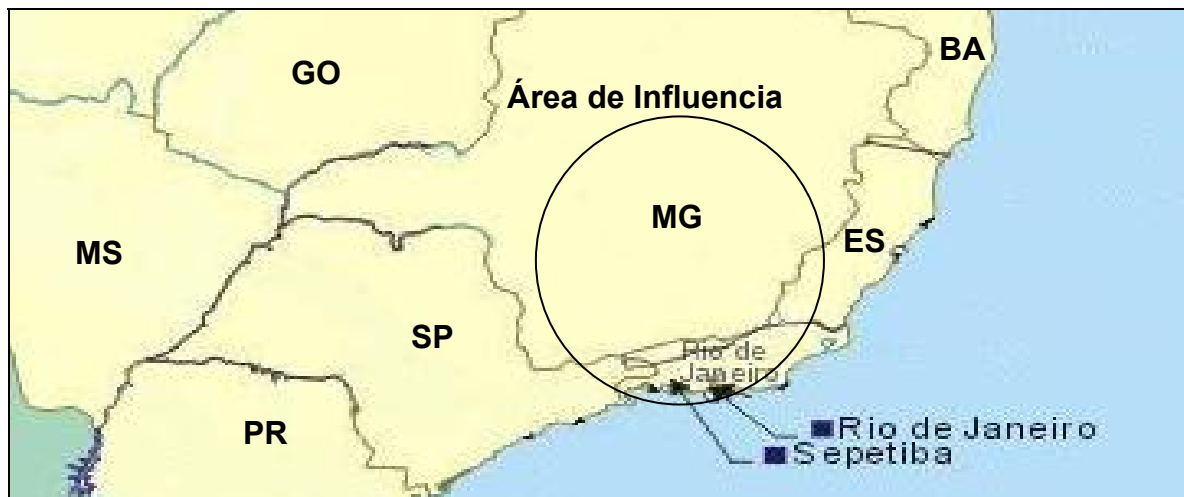 BA
GO
Área de Influencia
MG
ES
MS
SP
Rio de
Janeiro
PR
Rio de Janeiro
Sepetiba